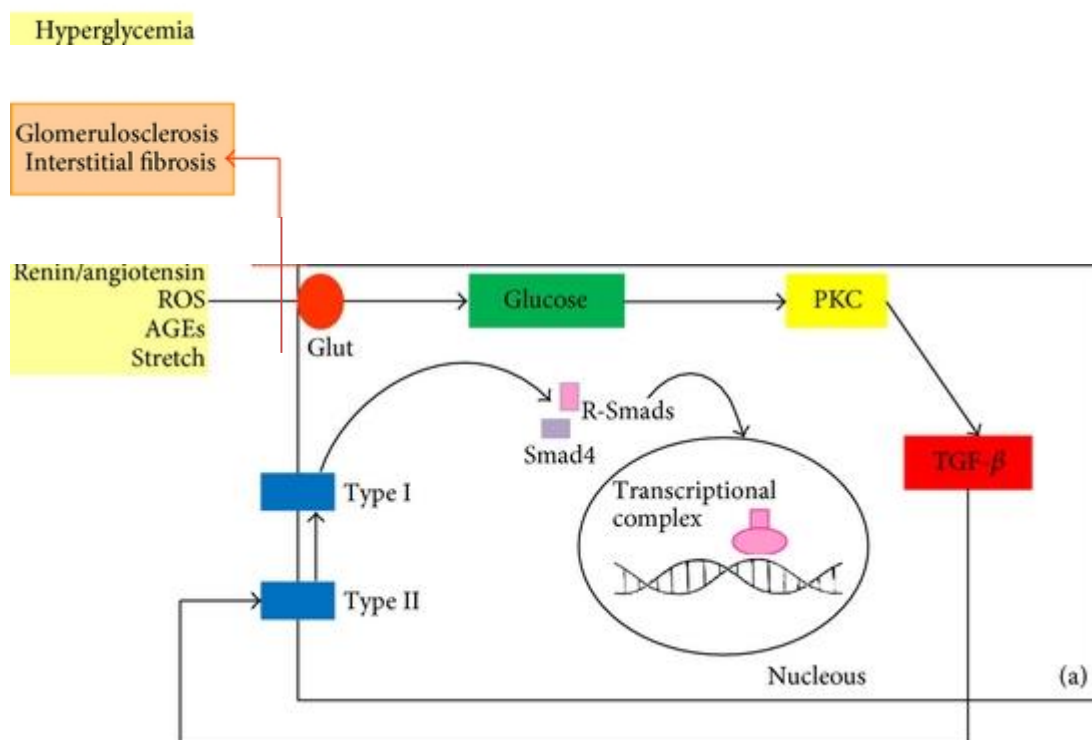 Hyperglycemia
Glomerulosclerosis
Interstitial fibrosis
Renin/angiotensin
ROS
AGEs
Stretch
Glut
Glucose
PKC
R-Smads
Smad4
TGF-β
Type I
Transcriptional
complex
Type II
Nucleous
(a)